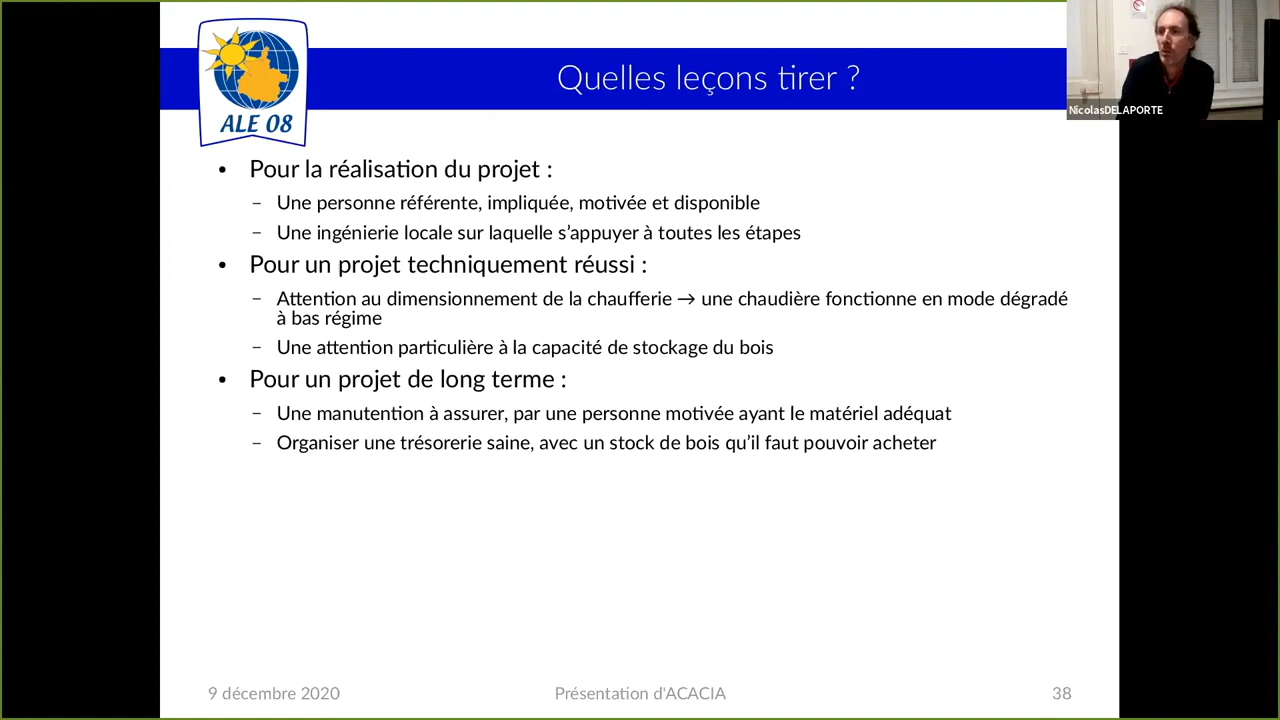 Quelles leçons tirer ?
ALE 08
NicolasDELAPORTE
• Pour la réalisation du projet :
– Une personne référente, impliquée, motivée et disponible
– Une ingénierie locale sur laquelle s’appuyer à toutes les étapes
• Pour un projet techniquement réussi :
– Attention au dimensionnement de la chaufferie → une chaudière fonctionne en mode dégradé
à bas régime
– Une attention particulière à la capacité de stockage du bois
• Pour un projet de long terme :
– Une manutention à assurer, par une personne motivée ayant le matériel adéquat
– Organiser une trésorerie saine, avec un stock de bois qu’il faut pouvoir acheter
9 décembre 2020
Présentation d'ACACIA
38